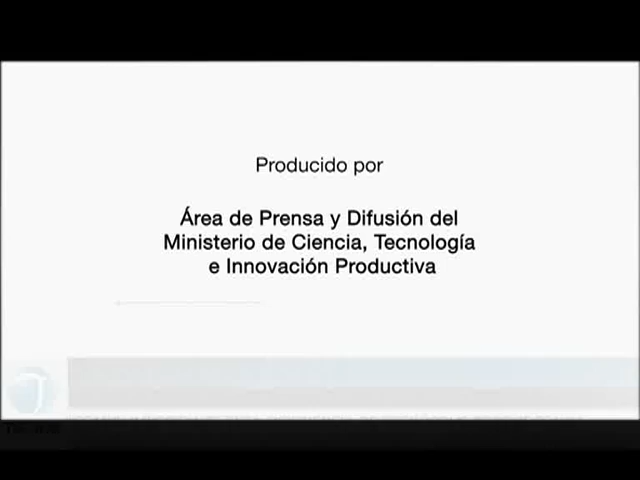 Producido por
Área de Prensa y Difusión del
Ministerio de Ciencia, Tecnología
e Innovación Productiva